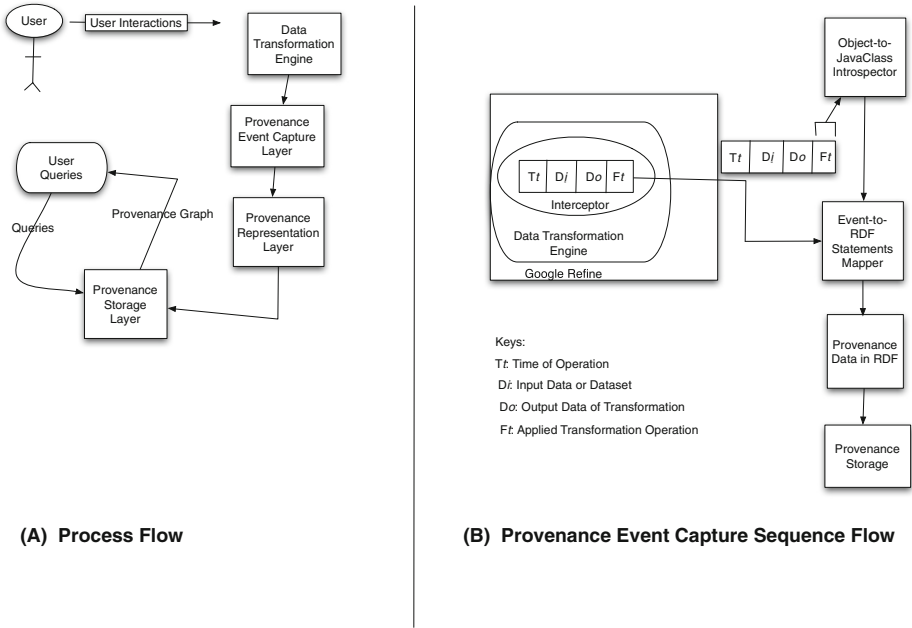 User
User Interactions
Data
Transformation
Engine
Provenance
Event Capture
Layer
User
Queries
Provenance Graph
Queries
Provenance
Representation
Layer
Provenance
Storage
Layer
(A) Process Flow
Object-to-
JavaClass
Introspector
Tt Di Do Ft
Tt Di Do Ft
Interceptor
Data Transformation
Engine
Google Refine
Event-to-
RDF
Statements
Mapper
Provenance
Data in RDF
Provenance
Storage
Keys:
Tt: Time of Operation
Di: Input Data or Dataset
Do: Output Data of Transformation
Ft: Applied Transformation Operation
(B) Provenance Event Capture Sequence Flow